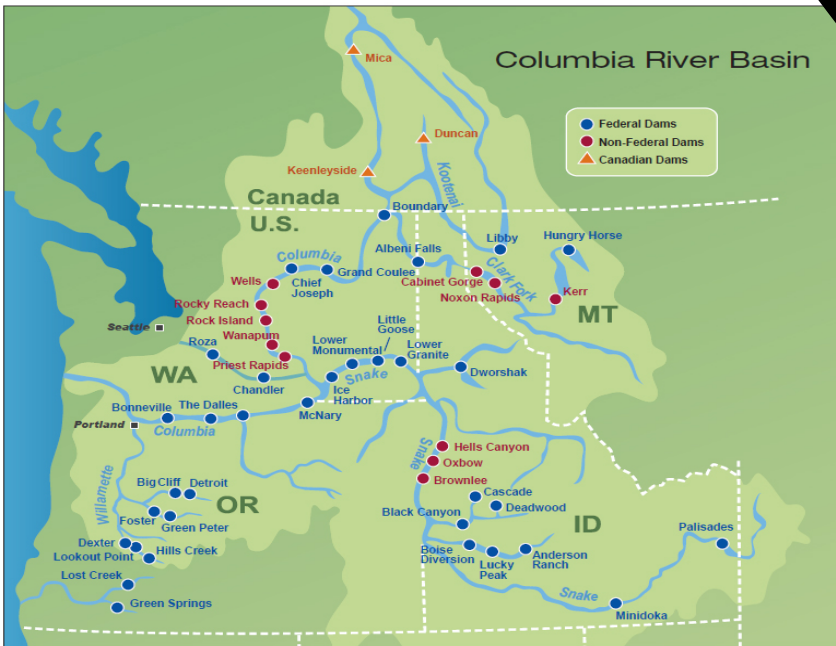 Columbia River Basin
Mica
Federal Dams
Non-Federal Dams
Canadian Dams
Duncan
Keenleyside
Kootenai
Canada
U.S.
Boundary
Columbia
Albeni Falls
Libby
Hungry Horse
Grand Coulee
Chief
Joseph
Wells
Cabinet Gorge
Clark Fork
Noxon Rapids
Kerr
MT
Rocky Reach
Rock Island
Seattle
Wanapum
Roza
Priest Rapids
Lower
Monumental
Little
Goose
Lower
Granite
WA
Chandler
Snake
Ice
Harbor
Dworshak
Bonneville
The Dalles
McNary
Portland
Columbia
Snake
Hells Canyon
Oxbow
Brownlee
Willamette
Big Cliff
Detroit
OR
Foster
Green Peter
Cascade
Deadwood
Black Canyon
ID
Palisades
Dexter
Lookout Point
Hills Creek
Boise
Diversion
Lucky
Peak
Anderson
Ranch
Lost Creek
Green Springs
Snake
Minidoka